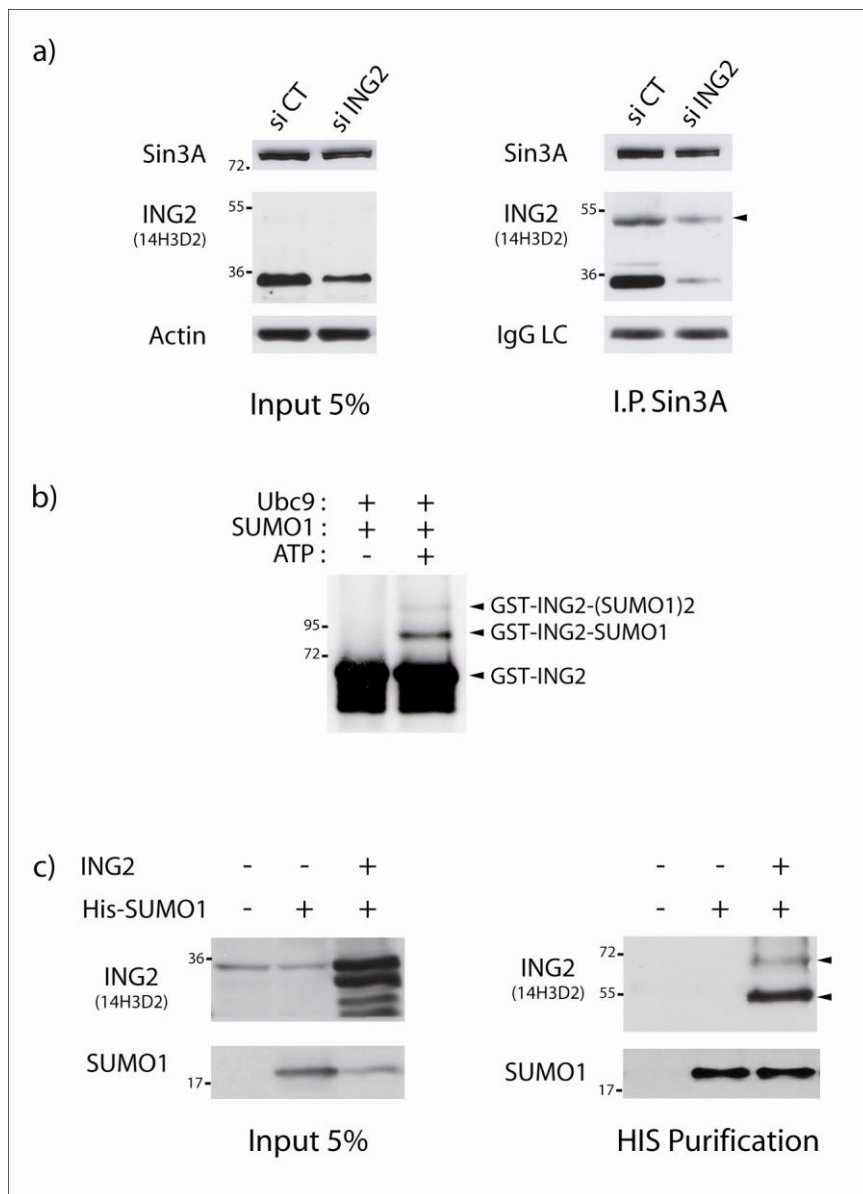 a)
si CT
si ING2
Sin3A
72
ING2
(14H3D2)
55
36
Actin
Input 5%
si CT
si ING2
Sin3A
ING2
(14H3D2)
55
36
IgG LC
I.P. Sin3A
b)
Ubc9 : + +
SUMO1 : + +
ATP : - +
95
72
GST-ING2-(SUMO1)2
GST-ING2-SUMO1
GST-ING2
c)
ING2 - - +
His-SUMO1 - + +
ING2
(14H3D2)
36
SUMO1
17
Input 5%
- - +
- + +
ING2
(14H3D2)
72
55
SUMO1
17
HIS Purification